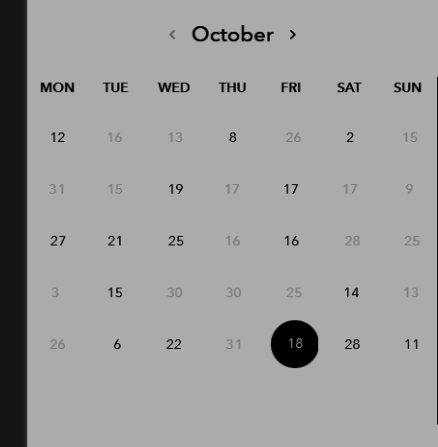 ‹ October ›
MON TUE WED THU FRI SAT SUN
12 16 13 8 26 2 15
31 15 19 17 17 17 9
27 21 25 16 16 28 25
3 15 30 30 25 14 13
26 6 22 31 18 28 11